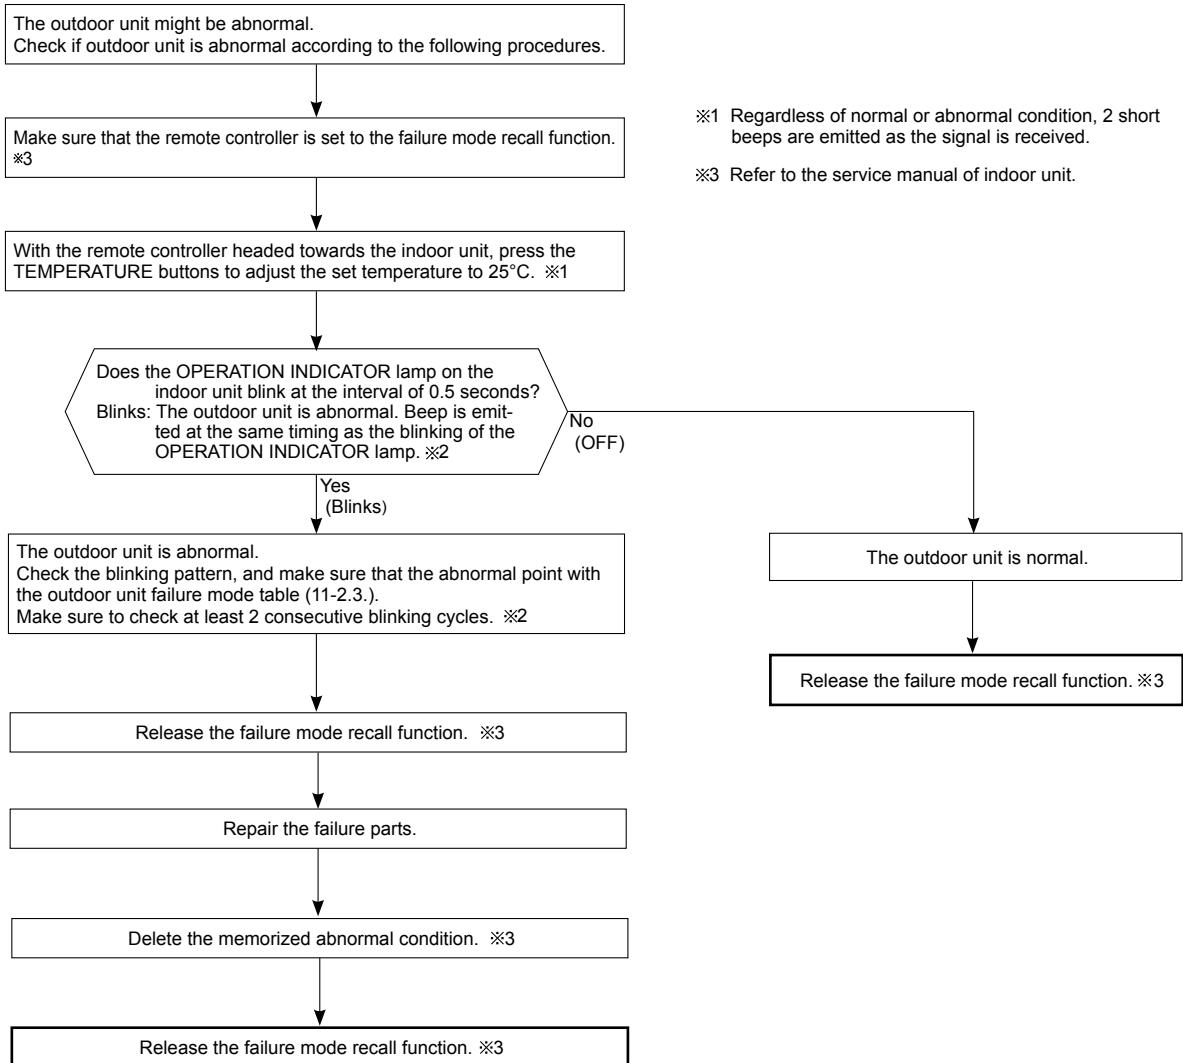 The outdoor unit might be abnormal.
Check if outdoor unit is abnormal according to the following procedures.
Make sure that the remote controller is set to the failure mode recall function.
※3
※1 Regardless of normal or abnormal condition, 2 short
beeps are emitted as the signal is received.
※3 Refer to the service manual of indoor unit.
With the remote controller headed towards the indoor unit, press the
TEMPERATURE buttons to adjust the set temperature to 25°C. ※1
Does the OPERATION INDICATOR lamp on the
indoor unit blink at the interval of 0.5 seconds?
Blinks: The outdoor unit is abnormal. Beep is emit-
ted at the same timing as the blinking of the
OPERATION INDICATOR lamp. ※2
No
(OFF)
Yes
(Blinks)
The outdoor unit is abnormal.
Check the blinking pattern, and make sure that the abnormal point with
the outdoor unit failure mode table (11-2.3.).
Make sure to check at least 2 consecutive blinking cycles. ※2
The outdoor unit is normal.
Release the failure mode recall function. ※3
Release the failure mode recall function. ※3
Repair the failure parts.
Delete the memorized abnormal condition. ※3
Release the failure mode recall function. ※3